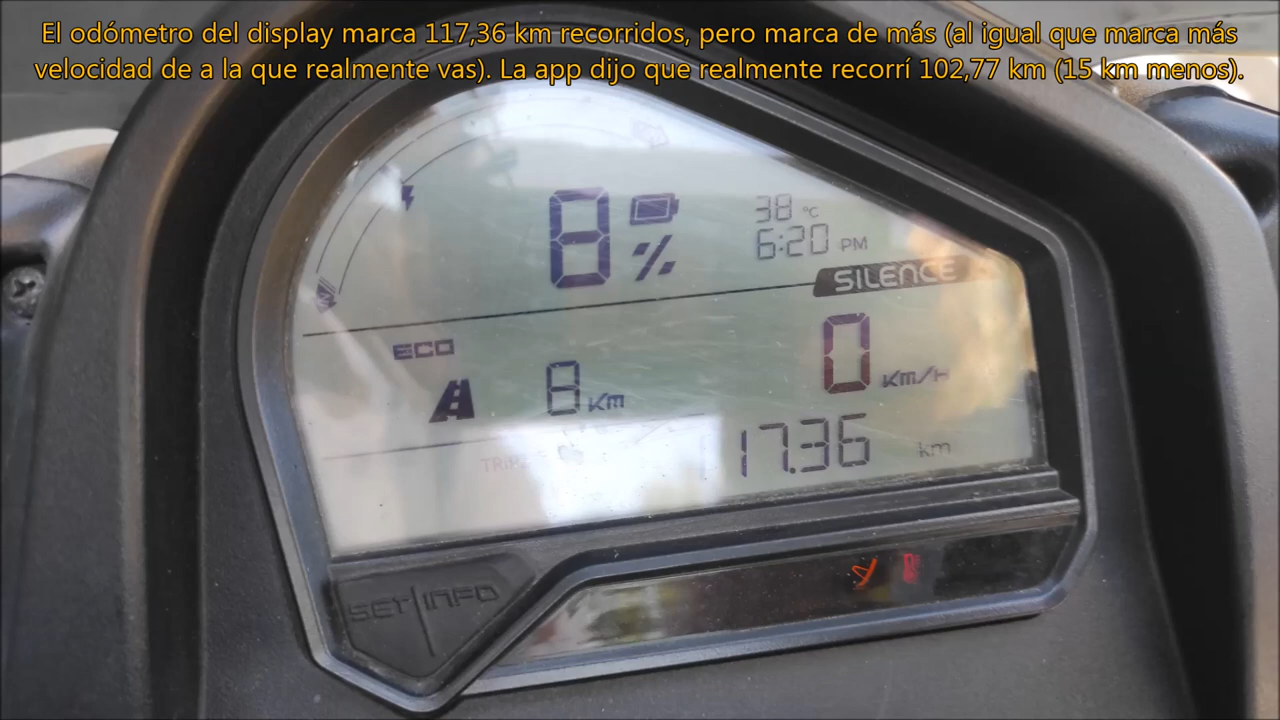 El odómetro del display marca 117,36 km recorridos, pero marca de más (al igual que marca más
velocidad de a la que realmente vas). La app dijo que realmente recorrí 102,77 km (15 km menos).
8 %
38 °C
6:20 PM
SILENCE
ECO
8 Km
0 Km/H
TRIP
117.36 km
SET INFO